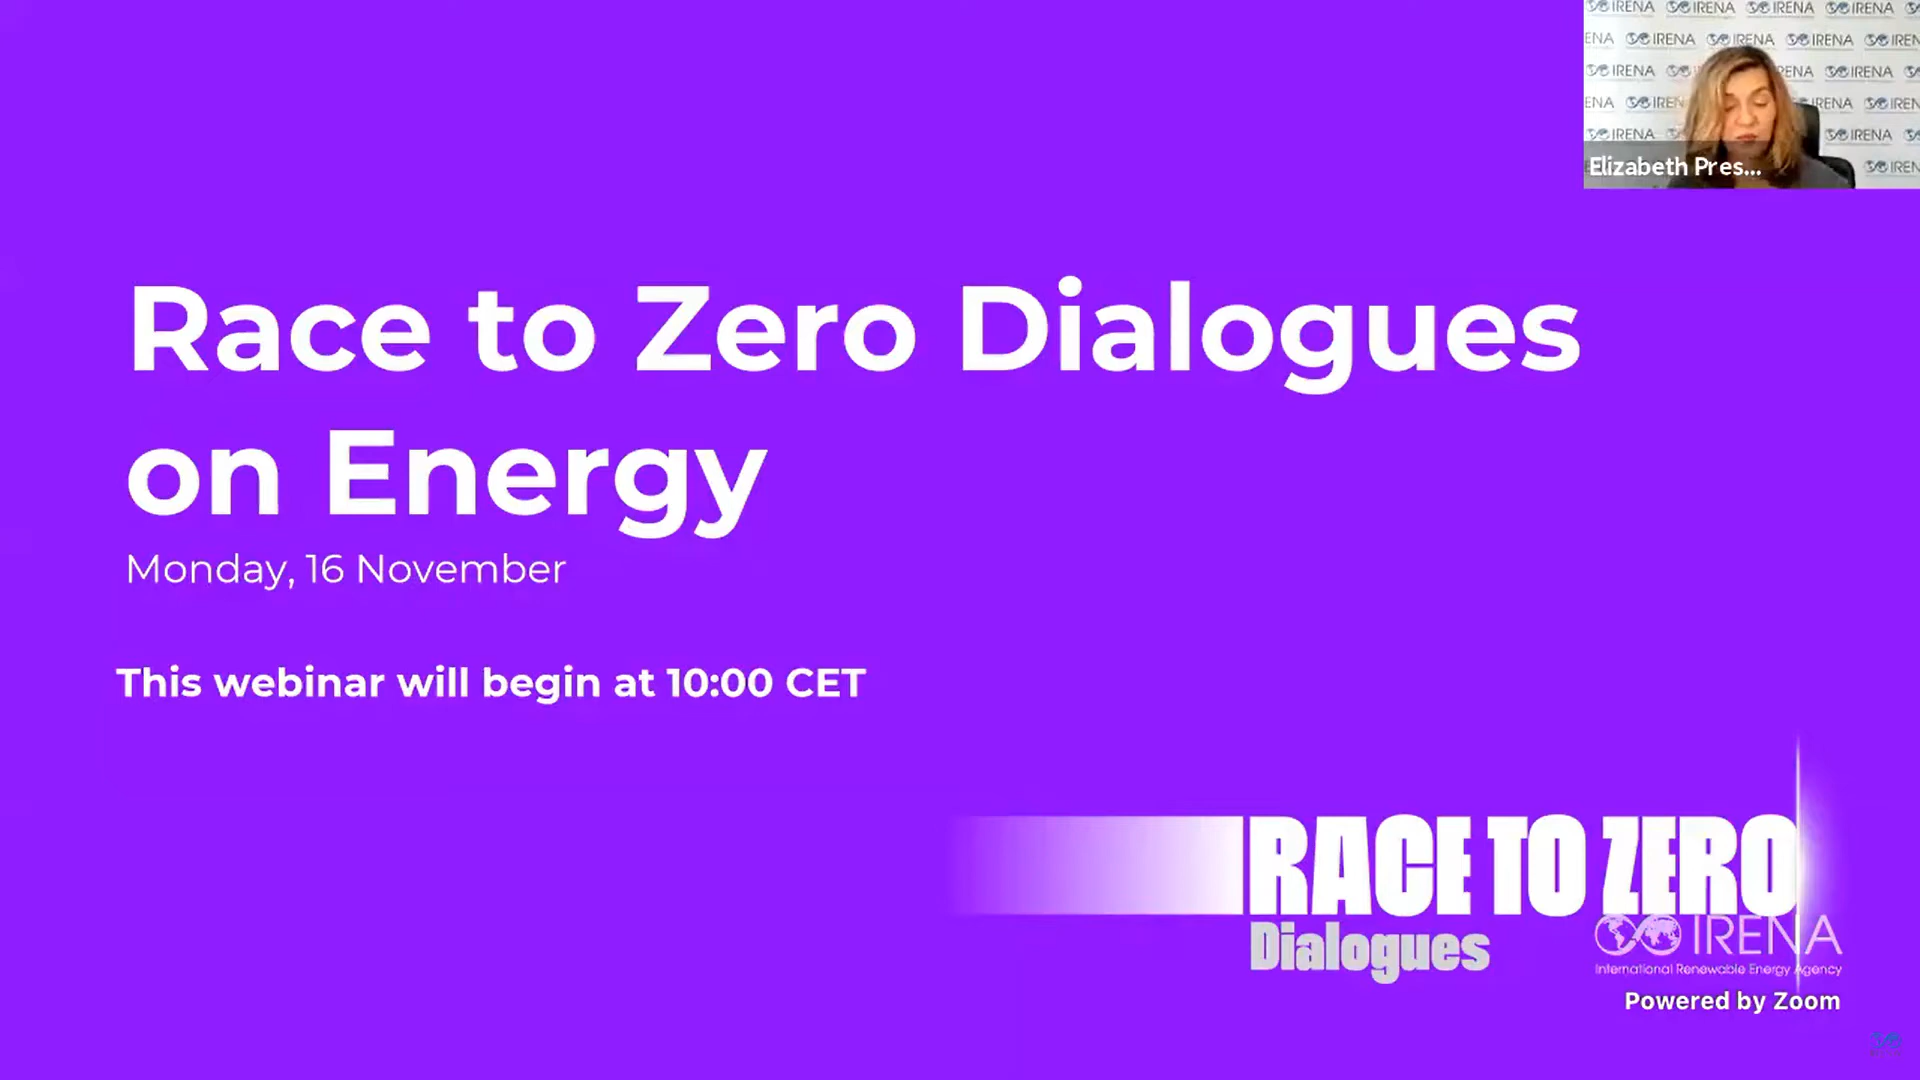 Elizabeth Pres...
Race to Zero Dialogues
on Energy
Monday, 16 November
This webinar will begin at 10:00 CET
RACE TO ZERO
Dialogues
IRENA
International Renewable Energy Agency
Powered by Zoom